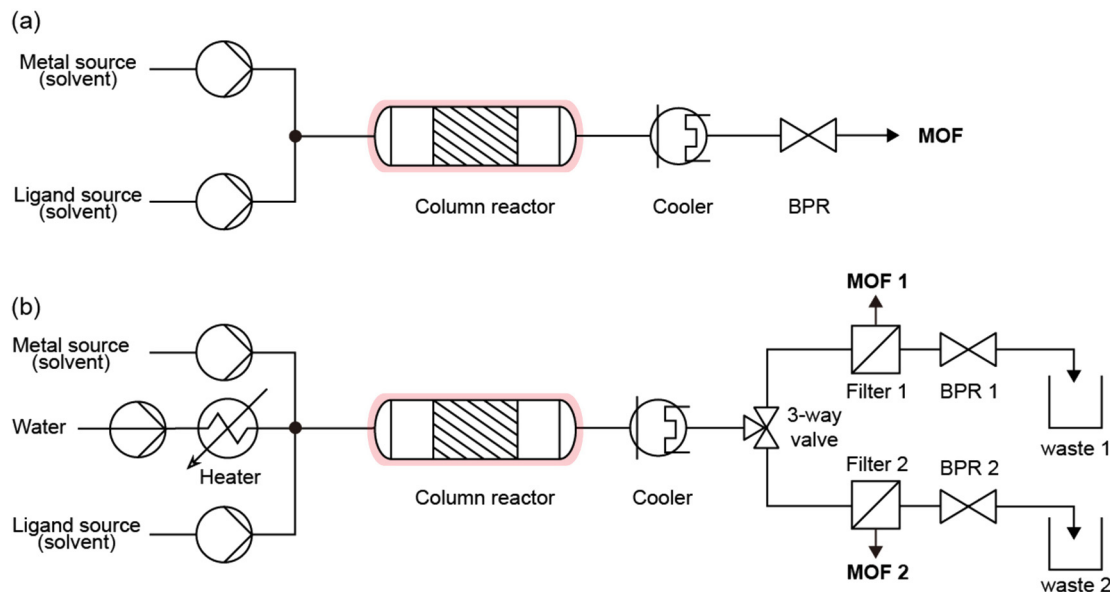 (a)
Metal source
(solvent)
Ligand source
(solvent)
Column reactor
Cooler
BPR
MOF
(b)
Metal source
(solvent)
Water
Heater
Ligand source
(solvent)
Column reactor
Cooler
3-way
valve
MOF 1
Filter 1
BPR 1
waste 1
Filter 2
BPR 2
MOF 2
waste 2